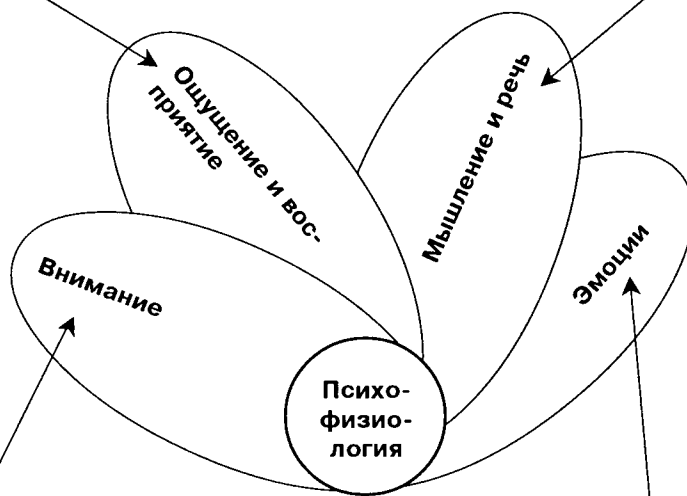 Ощущение и вос-
приятие
Мышление и речь
Внимание
Эмоции
Психо-
физио-
логия